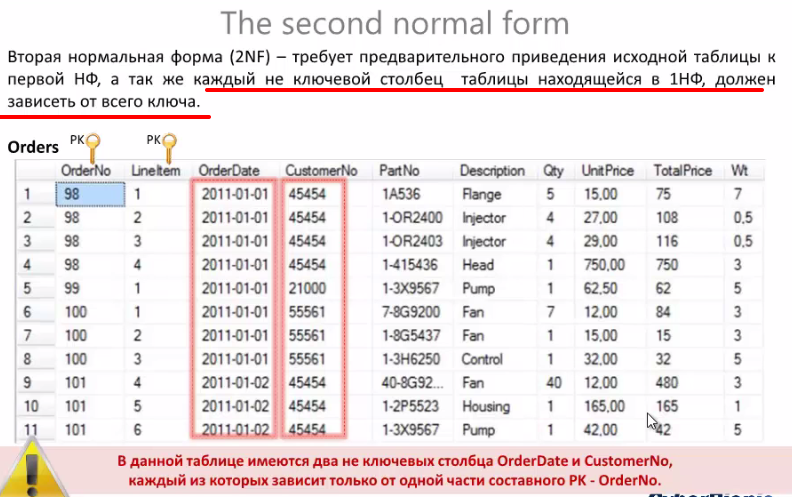 The second normal form
Вторая нормальная форма (2NF) – требует предварительного приведения исходной таблицы к
первой НФ, а так же каждый не ключевой столбец таблицы находящейся в 1НФ, должен
зависеть от всего ключа.
Orders PK PK
OrderNo LineItem OrderDate CustomerNo PartNo Description Qty UnitPrice TotalPrice Wt
1 98 1 2011-01-01 45454 1A536 Flange 5 15,00 75 7
2 98 2 2011-01-01 45454 1-OR2400 Injector 4 27,00 108 0,5
3 98 3 2011-01-01 45454 1-OR2403 Injector 4 29,00 116 0,5
4 98 4 2011-01-01 45454 1-415436 Head 1 750,00 750 3
5 99 1 2011-01-01 21000 1-3X9567 Pump 1 62,50 62 5
6 100 1 2011-01-01 55561 7-8G9200 Fan 7 12,00 84 3
7 100 2 2011-01-01 55561 1-8G5437 Fan 1 15,00 15 3
8 100 3 2011-01-01 55561 1-3H6250 Control 1 32,00 32 5
9 101 4 2011-01-02 45454 40-8G92... Fan 40 12,00 480 3
10 101 5 2011-01-02 45454 1-2P5523 Housing 1 165,00 165 1
11 101 6 2011-01-02 45454 1-3X9567 Pump 1 42,00 42 5
В данной таблице имеются два не ключевых столбца OrderDate и CustomerNo,
каждый из которых зависит только от одной части составного PK - OrderNo.